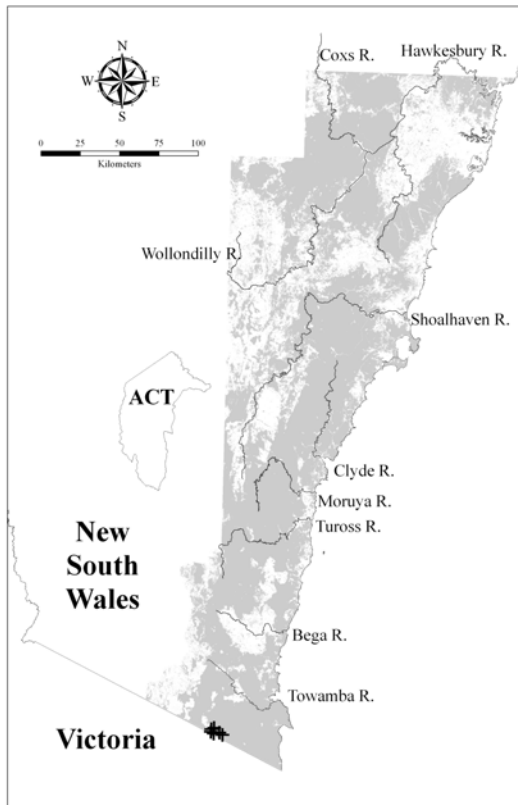 Coxs R.
Hawkesbury R.
N
W E
S
0 25 50 75 100
Kilometers
Wollondilly R.
Shoalhaven R.
ACT
Clyde R.
Moruya R.
Tuross R.
New
South
Wales
Bega R.
Towamba R.
Victoria